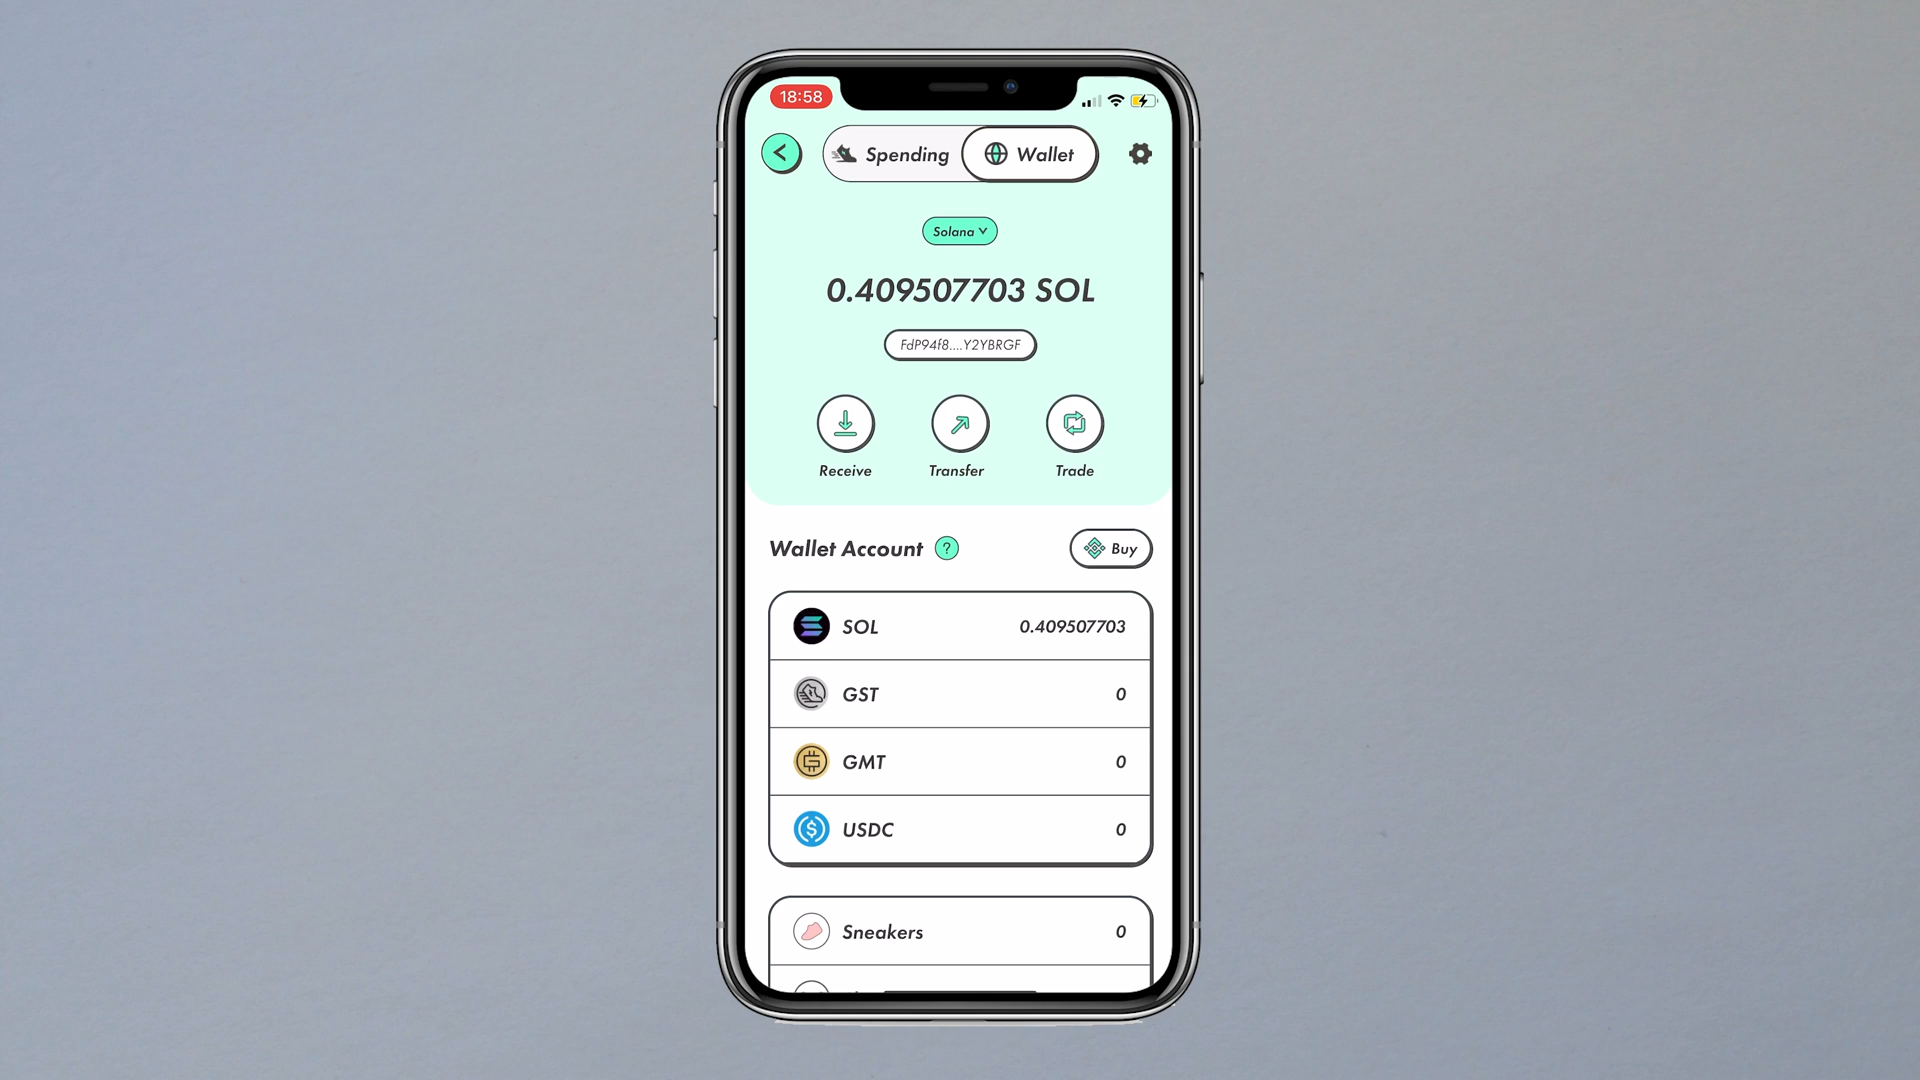 18:58
Spending Wallet
Solana
0.409507703 SOL
FdP94f8....Y2YBRGF
Receive Transfer Trade
Wallet Account ? Buy
SOL 0.409507703
GST 0
GMT 0
USDC 0
Sneakers 0